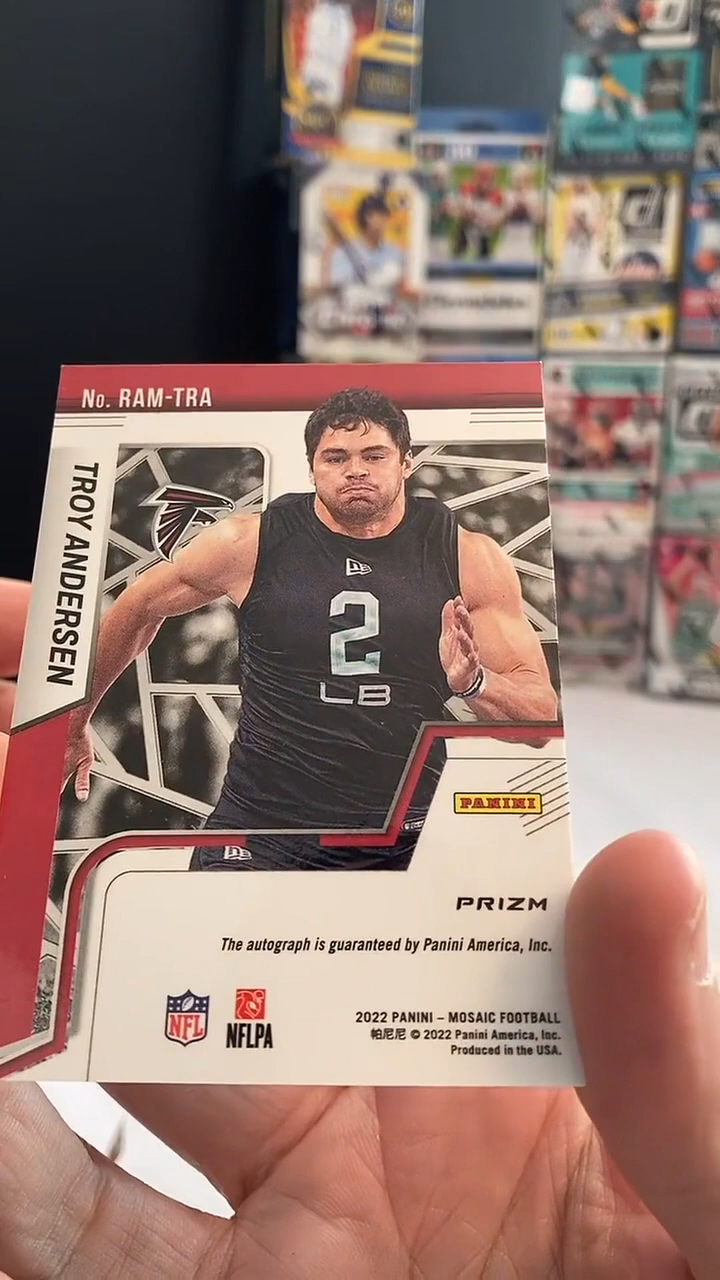 No. RAM-TRA
TROY ANDERSEN
2
LB
PANINI
PRIZM
The autograph is guaranteed by Panini America, Inc.
NFL
NFLPA
2022 PANINI – MOSAIC FOOTBALL
帕尼尼 © 2022 Panini America, Inc.
Produced in the USA.